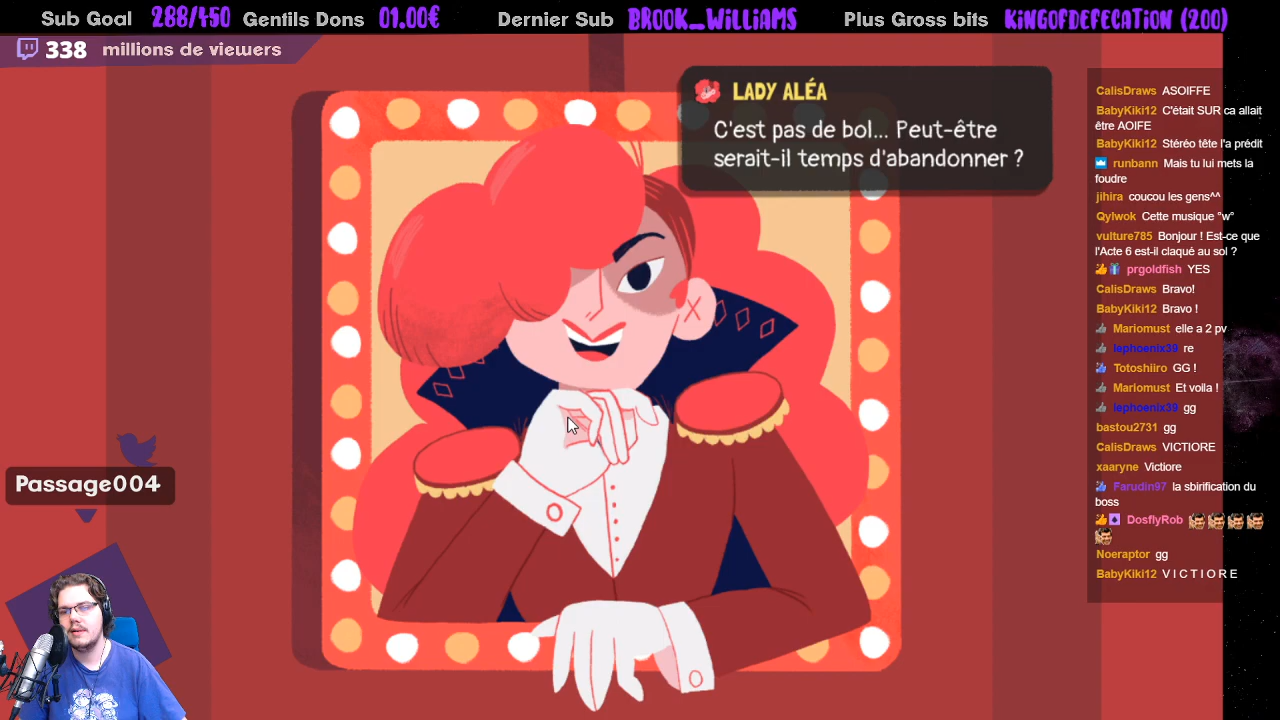 Sub Goal 288/450 Gentils Dons 01.00€ Dernier Sub BROOK_WiLLiAMS Plus Gross bits KiNGOFDEFECATiON (200)
338 millions de viewers
LADY ALÉA
C'est pas de bol... Peut-être
serait-il temps d'abandonner ?
CalisDraws ASOIFFE
BabyKiki12 C'était SUR ca allait
être AOIFE
BabyKiki12 Stéréo tête l'a prédit
runbann Mais tu lui mets la
foudre
jihira coucou les gens^^
Qylwok Cette musique °w°
vulture785 Bonjour ! Est-ce que
l'Acte 6 est-il claqué au sol ?
prgoldfish YES
CalisDraws Bravo!
BabyKiki12 Bravo !
Mariomust elle a 2 pv
lephoenix39 re
Totoshiiro GG !
Mariomust Et voila !
lephoenix39 gg
bastou2731 gg
CalisDraws VICTIORE
xaaryne Victiore
Farudin97 la sbirification du
boss
DosflyRob
Noeraptor gg
BabyKiki12 V I C T I O R E
Passage004